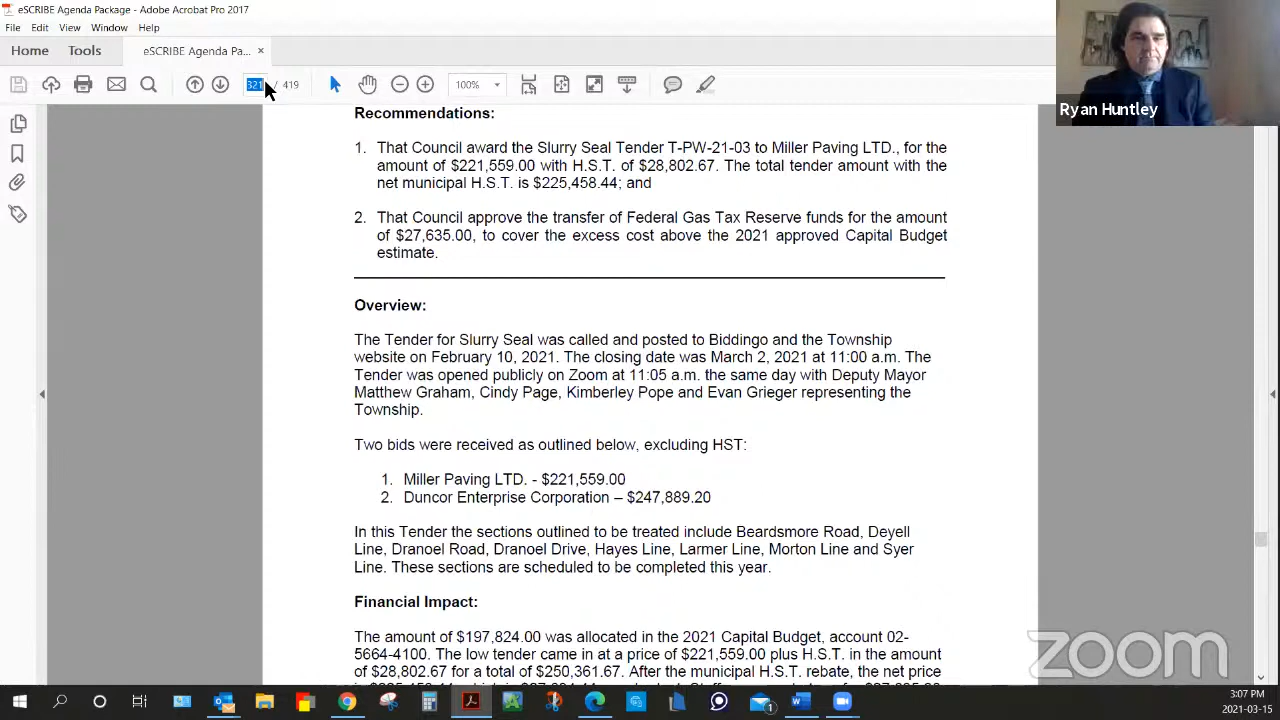 eSCRIBE Agenda Package - Adobe Acrobat Pro 2017
File Edit View Window Help
Home Tools eSCRIBE Agenda Pa... ×
321 / 419 100%
Ryan Huntley
Recommendations:
1. That Council award the Slurry Seal Tender T-PW-21-03 to Miller Paving LTD., for the
amount of $221,559.00 with H.S.T. of $28,802.67. The total tender amount with the
net municipal H.S.T. is $225,458.44; and
2. That Council approve the transfer of Federal Gas Tax Reserve funds for the amount
of $27,635.00, to cover the excess cost above the 2021 approved Capital Budget
estimate.
Overview:
The Tender for Slurry Seal was called and posted to Biddingo and the Township
website on February 10, 2021. The closing date was March 2, 2021 at 11:00 a.m. The
Tender was opened publicly on Zoom at 11:05 a.m. the same day with Deputy Mayor
Matthew Graham, Cindy Page, Kimberley Pope and Evan Grieger representing the
Township.
Two bids were received as outlined below, excluding HST:
1. Miller Paving LTD. - $221,559.00
2. Duncor Enterprise Corporation – $247,889.20
In this Tender the sections outlined to be treated include Beardsmore Road, Deyell
Line, Dranoel Road, Dranoel Drive, Hayes Line, Larmer Line, Morton Line and Syer
Line. These sections are scheduled to be completed this year.
Financial Impact:
The amount of $197,824.00 was allocated in the 2021 Capital Budget, account 02-
5664-4100. The low tender came in at a price of $221,559.00 plus H.S.T. in the amount
of $28,802.67 for a total of $250,361.67. After the municipal H.S.T. rebate, the net price
zoom
3:07 PM
2021-03-15